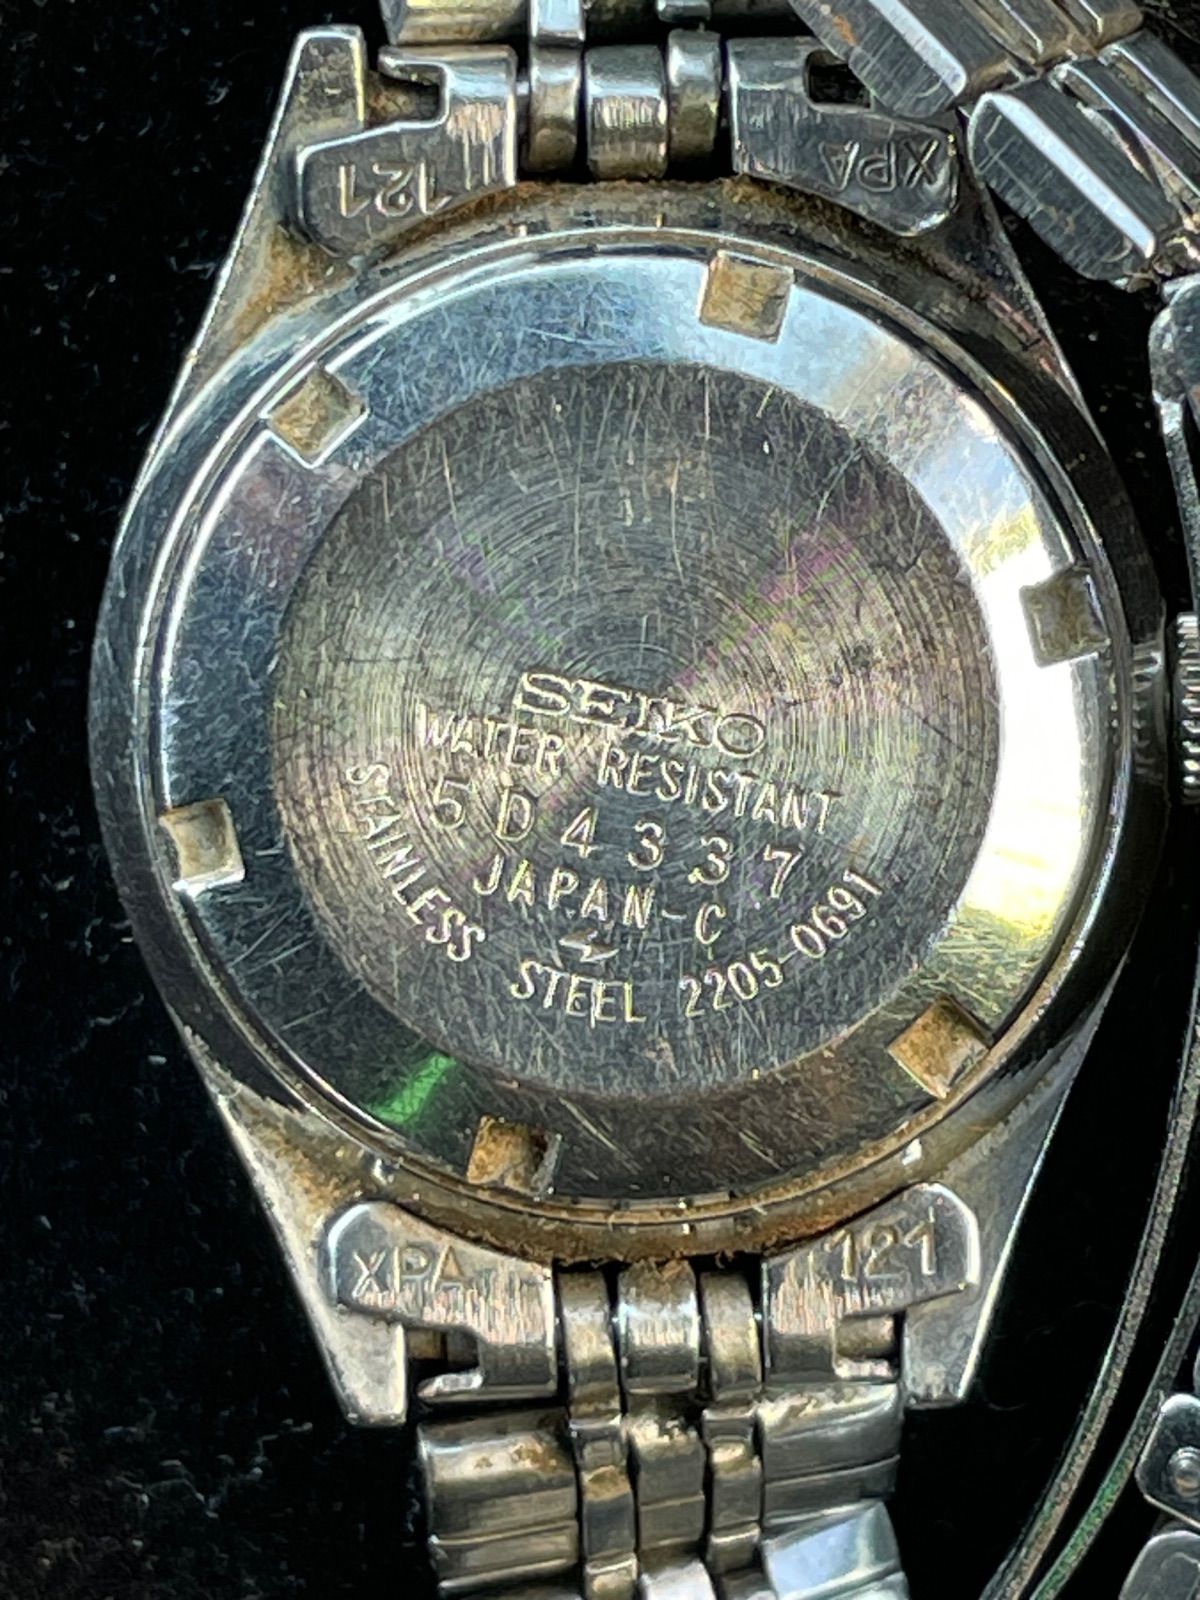 121 XPA
SEIKO
WATER RESISTANT
5D4337
JAPAN-C
STAINLESS STEEL 2205-0691
XPA 121